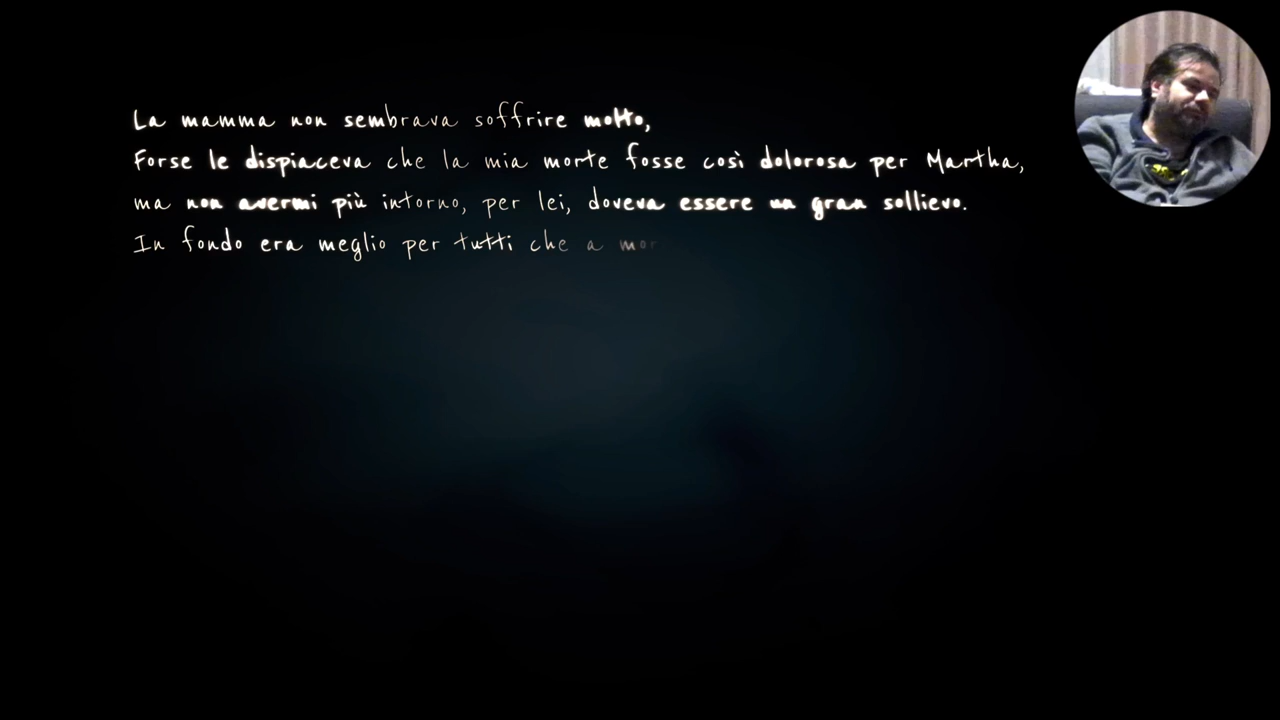 La mamma non sembrava soffrire molto,
Forse le dispiaceva che la mia morte fosse così dolorosa per Martha,
ma non avermi più intorno, per lei, doveva essere un gran sollievo.
In fondo era meglio per tutti che a mor